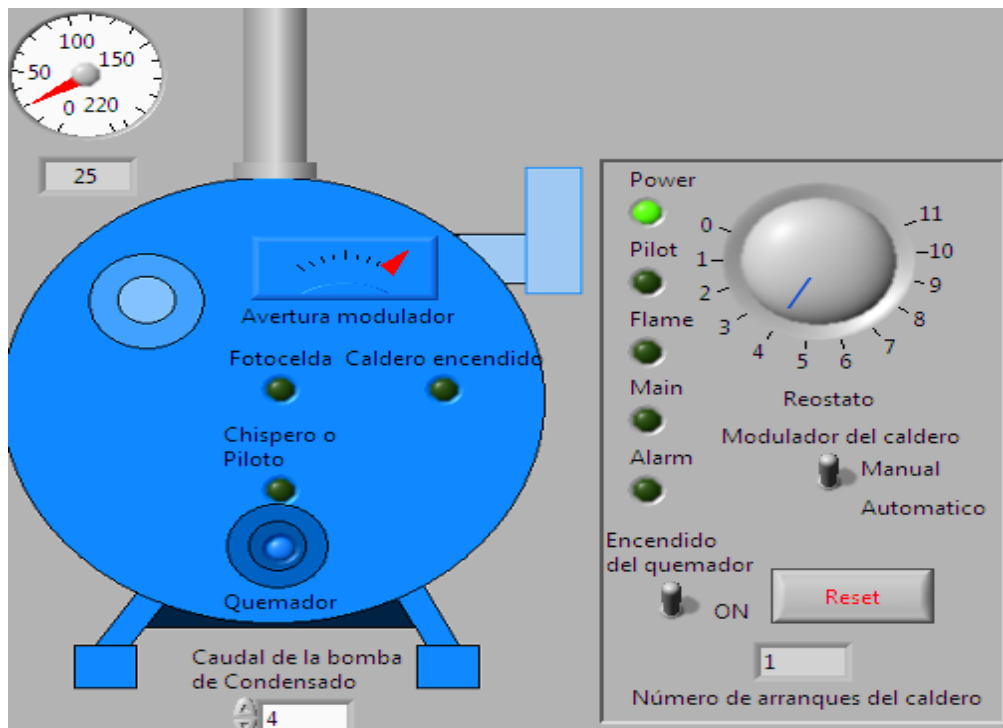 100
50
150
0
220
25
Avertura modulador
Fotocelda
Caldero encendido
Chispero o
Piloto
Quemador
Caudal de la bomba
de Condensado
4
Power
Pilot
Flame
Main
Alarm
0
1
2
3
4
5
6
7
8
9
10
11
Reostato
Modulador del caldero
Manual
Automatico
Encendido
del quemador
ON
Reset
1
Número de arranques del caldero